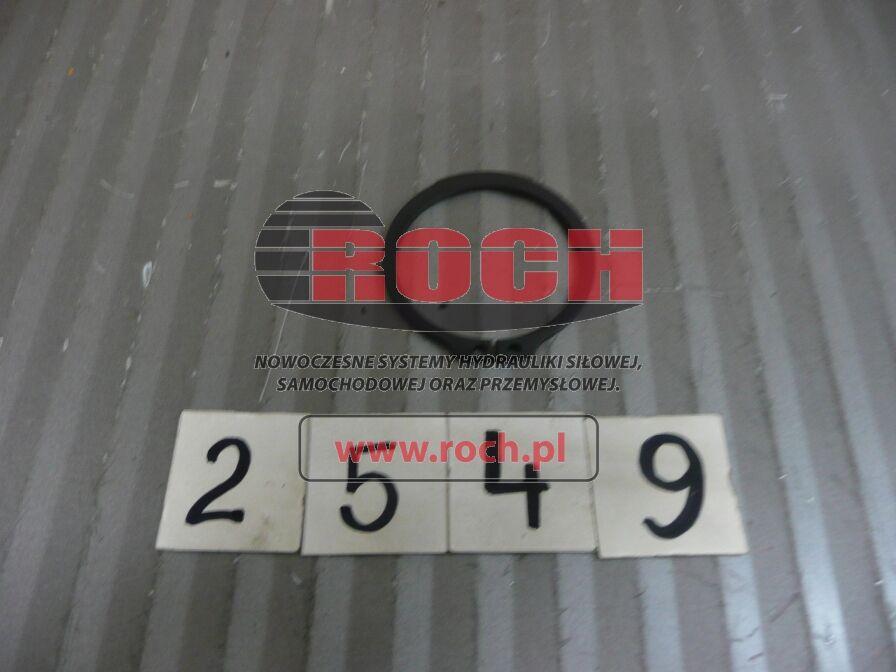 ROCH
NOWOCZESNE SYSTEMY HYDRAULIKI SIŁOWEJ,
SAMOCHODOWEJ ORAZ PRZEMYSŁOWEJ.
www.roch.pl
2 5 4 9